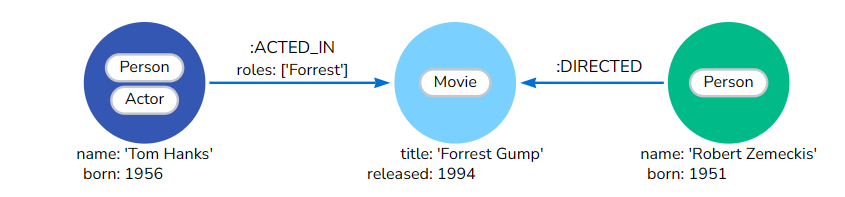 :ACTED_IN
roles: ['Forrest']
Person
Actor
Movie
:DIRECTED
Person
name: 'Tom Hanks'
born: 1956
title: 'Forrest Gump'
released: 1994
name: 'Robert Zemeckis'
born: 1951